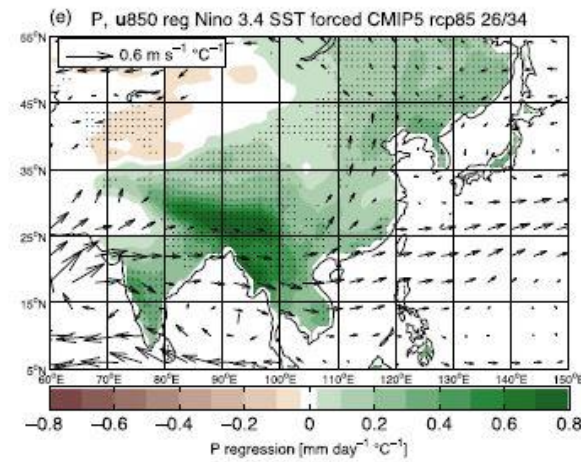 (e) P, u850 reg Nino 3.4 SST forced CMIP5 rcp85 26/34
55°N
0.6 m s⁻¹ °C⁻¹
45°N
35°N
25°N
15°N
5°N
60°E 70°E 80°E 90°E 100°E 110°E 120°E 130°E 140°E 150°E
−0.8 −0.6 −0.4 −0.2 0 0.2 0.4 0.6 0.8
P regression [mm day⁻¹ °C⁻¹]